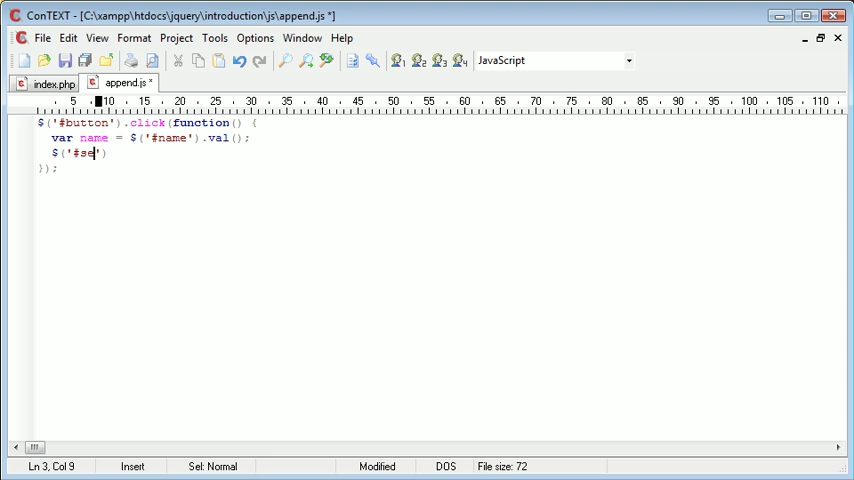 ConTEXT - [C:\xampp\htdocs\jquery\introduction\js\append.js *]
File Edit View Format Project Tools Options Window Help
JavaScript
index.php append.js *
5 10 15 20 25 30 35 40 45 50 55 60 65 70 75 80 85 90 95 100 105 110
$('#button').click(function() {
var name = $('#name').val();
$('#se')
});
Ln 3, Col 9 Insert Sel: Normal Modified DOS File size: 72